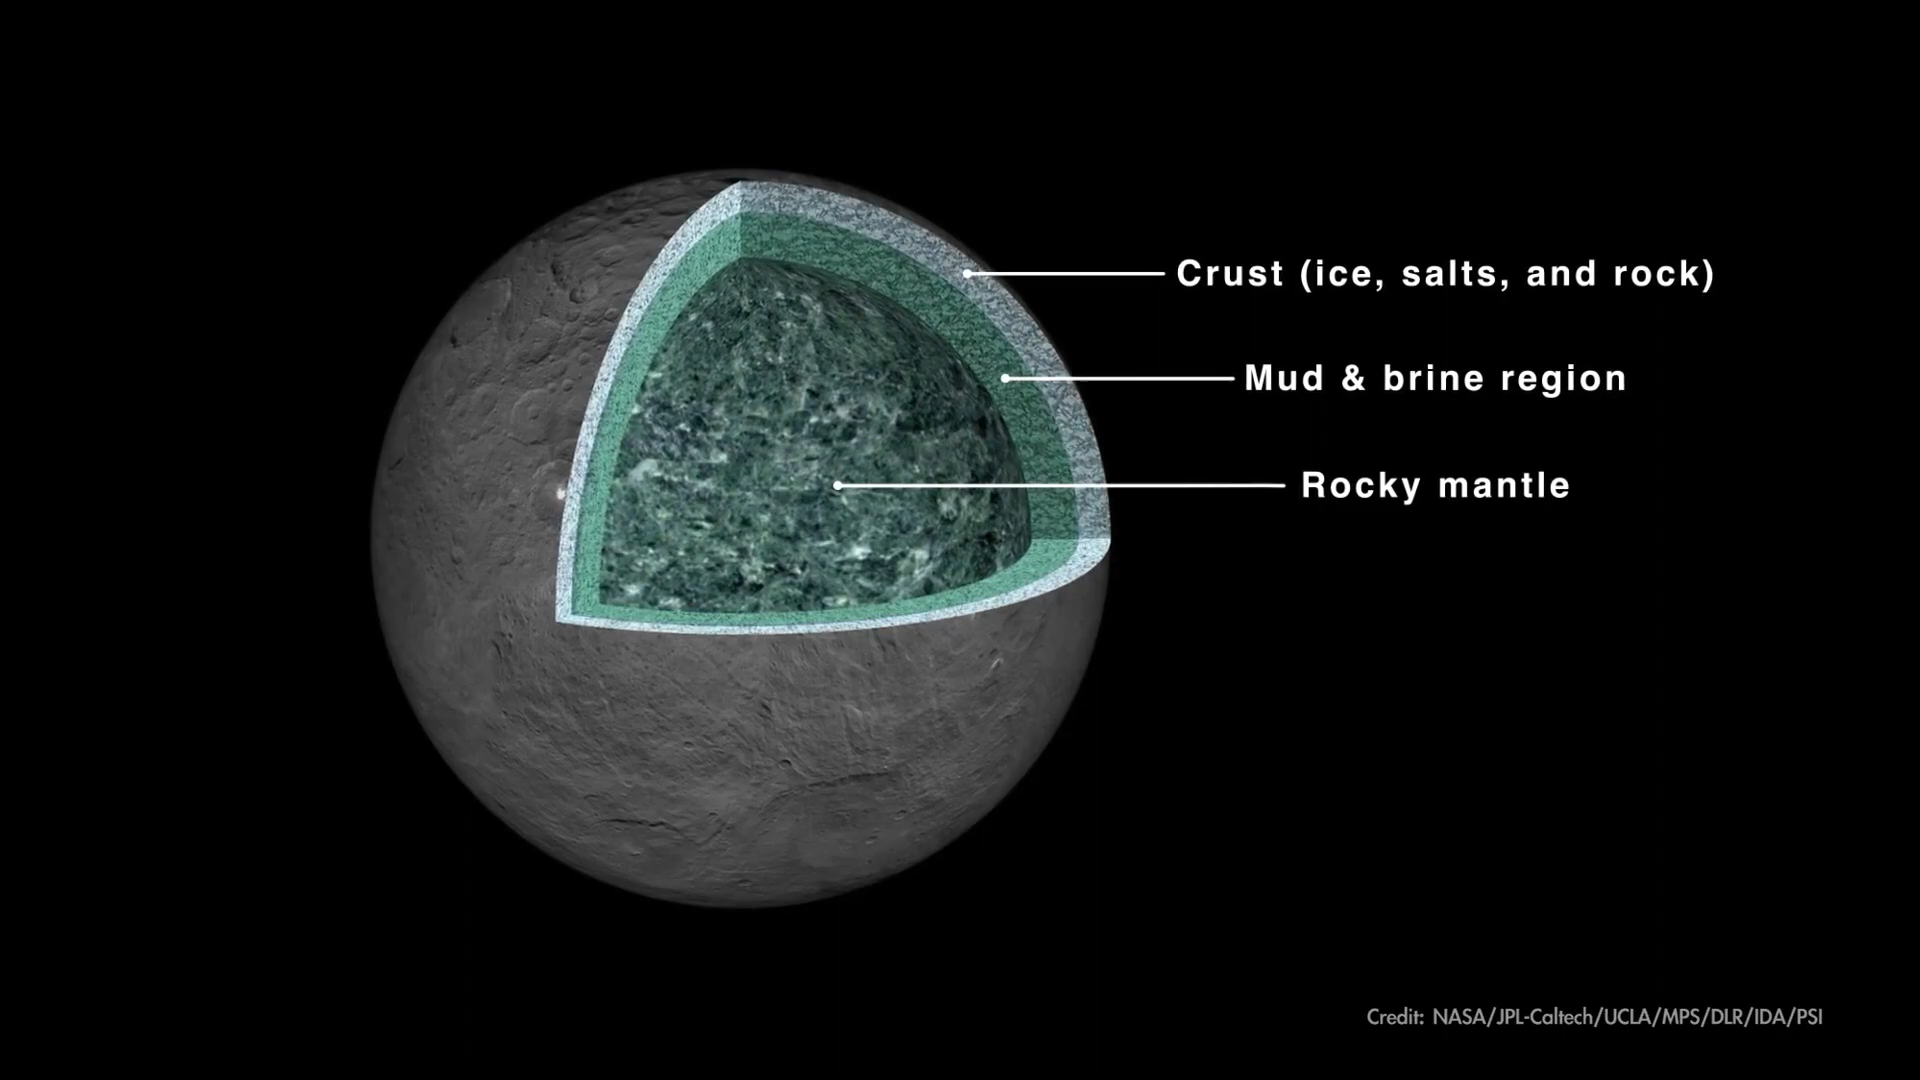 Crust (ice, salts, and rock)
Mud & brine region
Rocky mantle
Credit: NASA/JPL-Caltech/UCLA/MPS/DLR/IDA/PSI